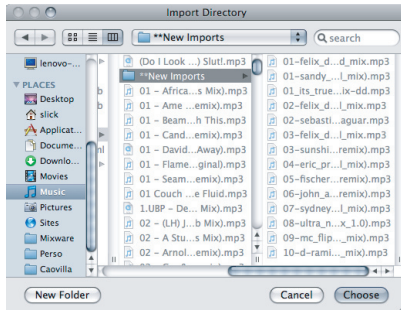 Import Directory
**New Imports
search
lenovo-...
PLACES
Desktop
slick
Applicat...
Docume...
Downlo...
Movies
Music
Pictures
Sites
Mixware
Perso
Caovilla
(Do I Look ...) Slut!.mp3
**New Imports
01 - Africa...s Mix).mp3
01 - Ame ...emix).mp3
01 - Beam...h This.mp3
01 - Cand...emix).mp3
01 - David...Away).mp3
01 - Flame...ginal).mp3
01 - Seam...emix).mp3
01 Couch ...e Fluid.mp3
1.UBP - De... Mix).mp3
02 - (LH) J...b Mix).mp3
02 - A Stu...s Mix).mp3
02 - Arnol...emix).mp3
01-felix_d...d_mix.mp3
01-sandy_...l_mix).mp3
01_its_true...ix-dd.mp3
02-felix_d...l_mix.mp3
02-sebasti...aguar.mp3
03-felix_d...l_mix.mp3
03-sunshi...remix).mp3
04-eric_pr...l_mix).mp3
05-fischer...remix).mp3
06-john_a...remix).mp3
07-sydney...l_mix).mp3
08-ultra_n...x_1.0).mp3
09-mc_flip..._mix).mp3
10-d-rami..._mix).mp3
New Folder
Cancel
Choose